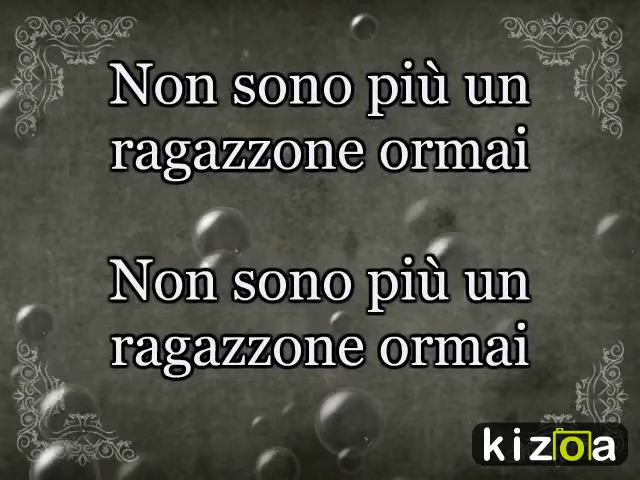 Non sono più un
ragazzone ormai
Non sono più un
ragazzone ormai
kizoa